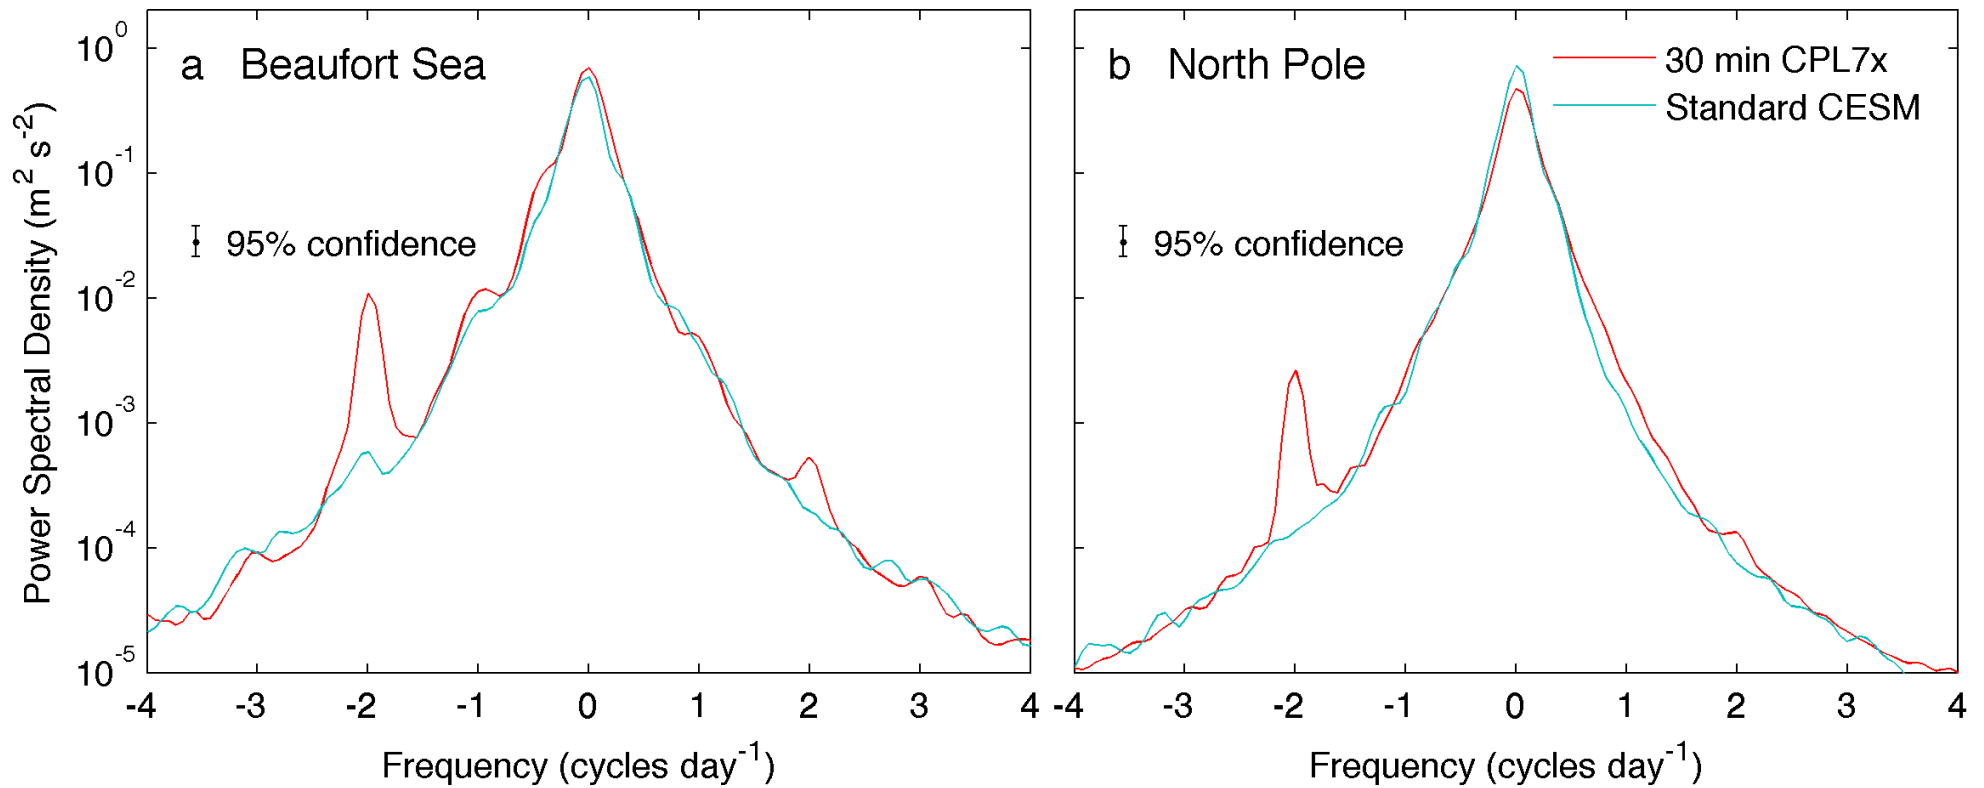 a Beaufort Sea
b North Pole
30 min CPL7x
Standard CESM
95% confidence
95% confidence
Power Spectral Density (m² s⁻²)
10⁰
10⁻¹
10⁻²
10⁻³
10⁻⁴
10⁻⁵
-4 -3 -2 -1 0 1 2 3 4
-4 -3 -2 -1 0 1 2 3 4
Frequency (cycles day⁻¹)
Frequency (cycles day⁻¹)